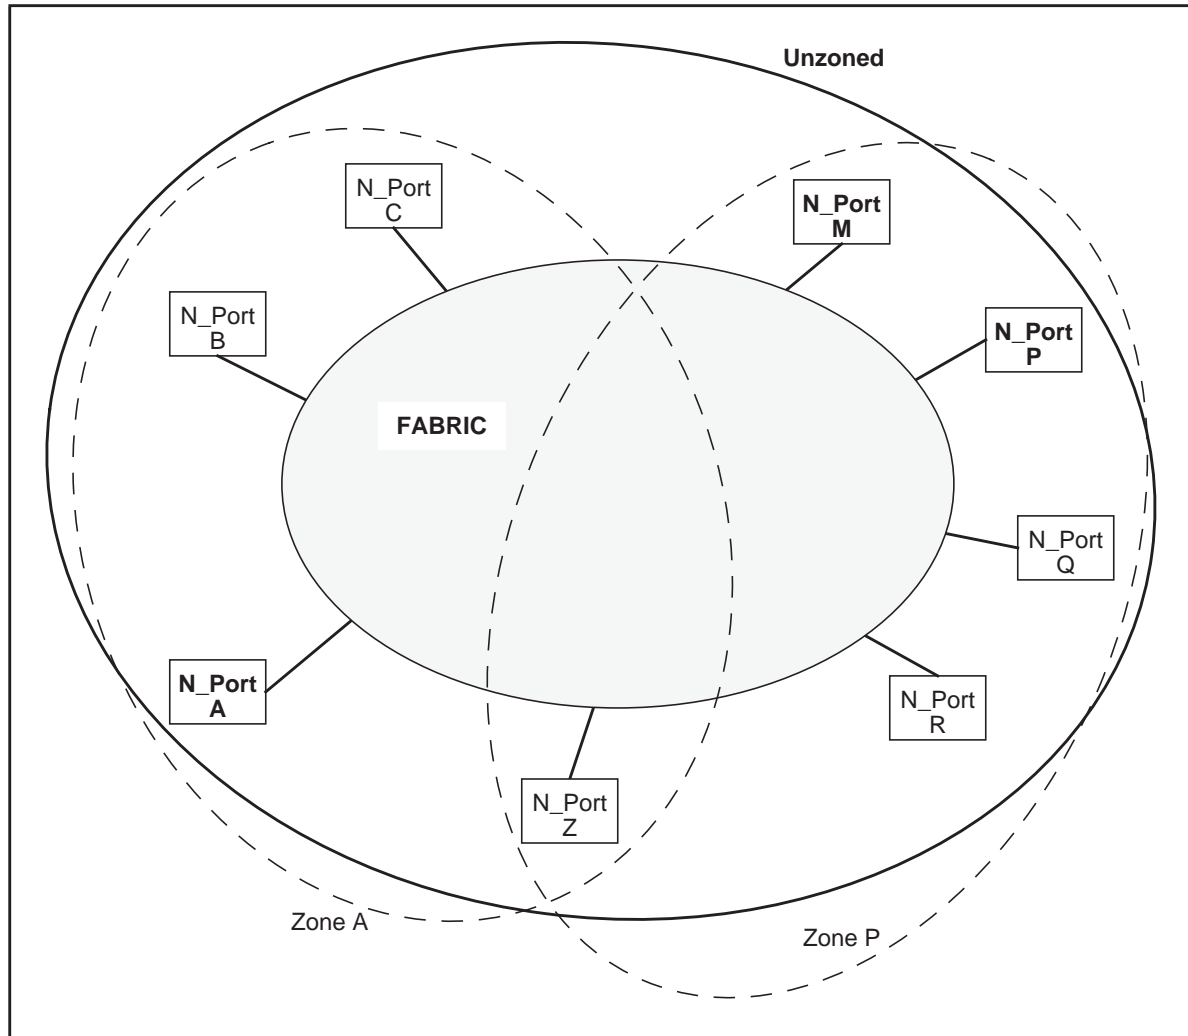 Unzoned
N_Port
C
N_Port
M
N_Port
B
N_Port
P
FABRIC
N_Port
Q
N_Port
A
N_Port
R
N_Port
Z
Zone A
Zone P